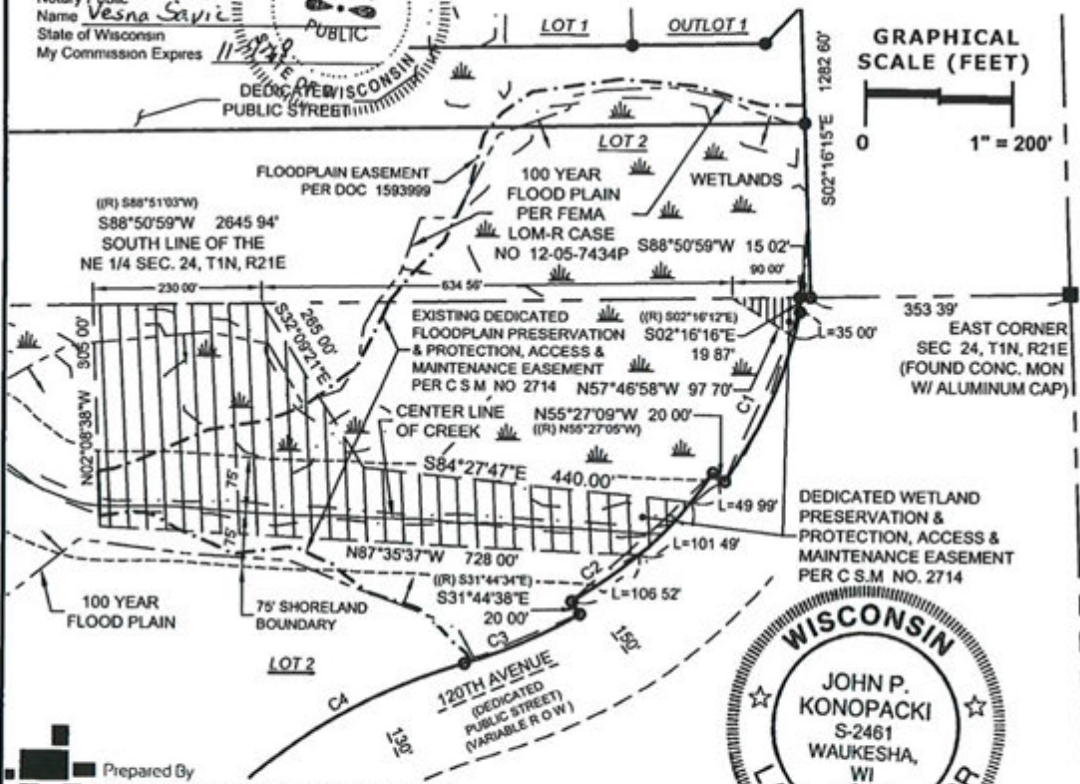 Notary Public
Name Vesna Savic
State of Wisconsin
My Commission Expires 11
PUBLIC
STATE OF WISCONSIN
DEDICATED
PUBLIC STREET
LOT 1
OUTLOT 1
GRAPHICAL
SCALE (FEET)
0
1" = 200'
1282 60'
S02°16'15"E
LOT 2
FLOODPLAIN EASEMENT
PER DOC 1593999
100 YEAR
FLOOD PLAIN
PER FEMA
LOM-R CASE
NO 12-05-7434P
WETLANDS
((R) S88°51'03"W)
S88°50'59"W 2645 94'
SOUTH LINE OF THE
NE 1/4 SEC. 24, T1N, R21E
S88°50'59"W 15 02'
230 00'
634 56'
90 00'
353 39'
EAST CORNER
SEC 24, T1N, R21E
(FOUND CONC. MON
W/ ALUMINUM CAP)
305 00'
N02°08'38"W
265 00'
S32°09'21"E
EXISTING DEDICATED
FLOODPLAIN PRESERVATION
& PROTECTION, ACCESS &
MAINTENANCE EASEMENT
PER C S M NO 2714
((R) S02°16'12"E)
S02°16'16"E
19 87'
L=35 00'
N57°46'58"W 97 70'
C1
CENTER LINE
OF CREEK
N55°27'09"W 20 00'
((R) N55°27'05"W)
S84°27'47"E 440.00'
75'
75'
L=49 99'
L=101 49'
DEDICATED WETLAND
PRESERVATION &
PROTECTION, ACCESS &
MAINTENANCE EASEMENT
PER C S.M NO. 2714
N87°35'37"W 728 00'
((R) S31°44'34"E)
S31°44'38"E
20 00'
C2
L=106 52'
100 YEAR
FLOOD PLAIN
75' SHORELAND
BOUNDARY
LOT 2
C3
C4
150'
130'
120TH AVENUE
(DEDICATED
PUBLIC STREET)
(VARIABLE R O W)
WISCONSIN
JOHN P.
KONOPACKI
S-2461
WAUKESHA,
WI
Prepared By